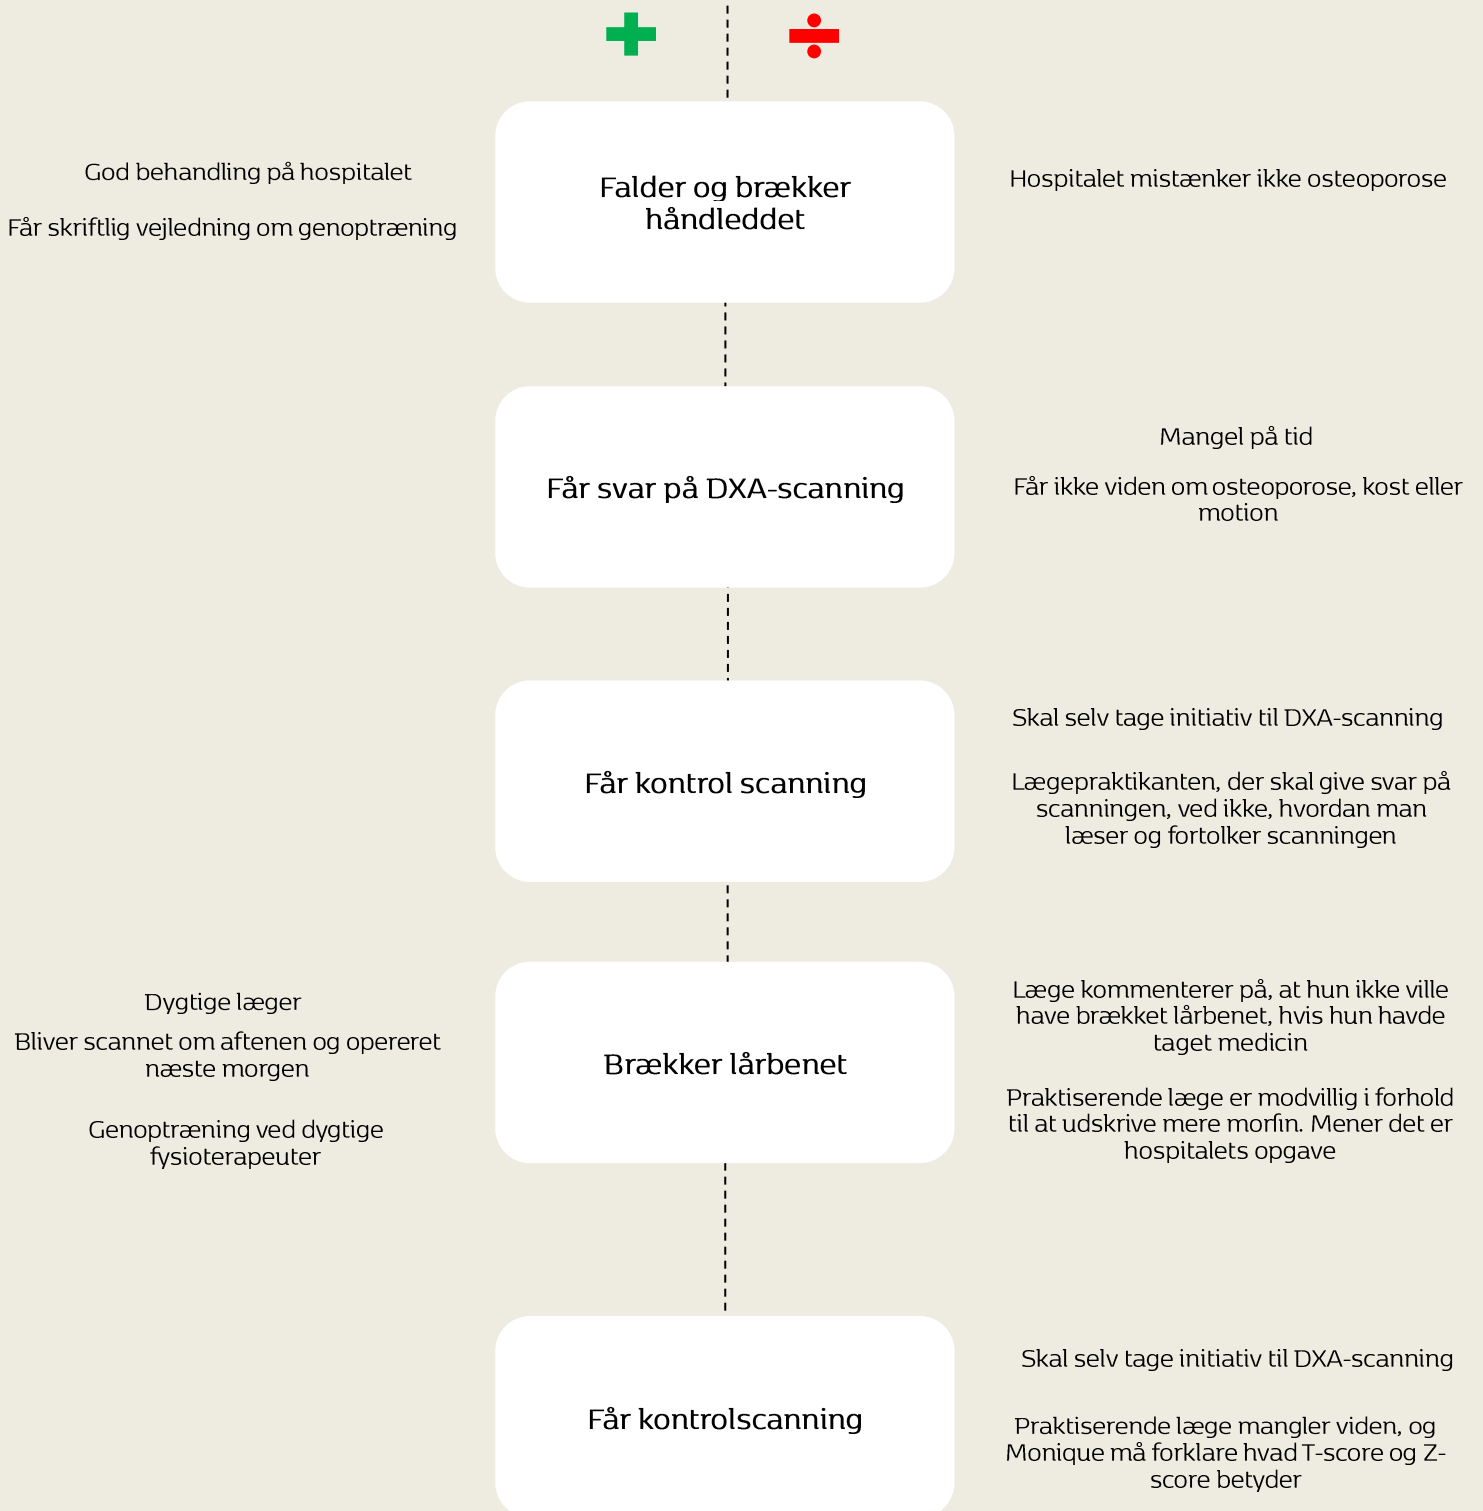 God behandling på hospitalet
Får skriftlig vejledning om genoptræning
Falder og brækker
håndleddet
Hospitalet mistænker ikke osteoporose
Får svar på DXA-scanning
Mangel på tid
Får ikke viden om osteoporose, kost eller
motion
Får kontrol scanning
Skal selv tage initiativ til DXA-scanning
Lægepraktikanten, der skal give svar på
scanningen, ved ikke, hvordan man
læser og fortolker scanningen
Dygtige læger
Bliver scannet om aftenen og opereret
næste morgen
Genoptræning ved dygtige
fysioterapeuter
Brækker lårbenet
Læge kommenterer på, at hun ikke ville
have brækket lårbenet, hvis hun havde
taget medicin
Praktiserende læge er modvillig i forhold
til at udskrive mere morfin. Mener det er
hospitalets opgave
Får kontrolscanning
Skal selv tage initiativ til DXA-scanning
Praktiserende læge mangler viden, og
Monique må forklare hvad T-score og Z-
score betyder